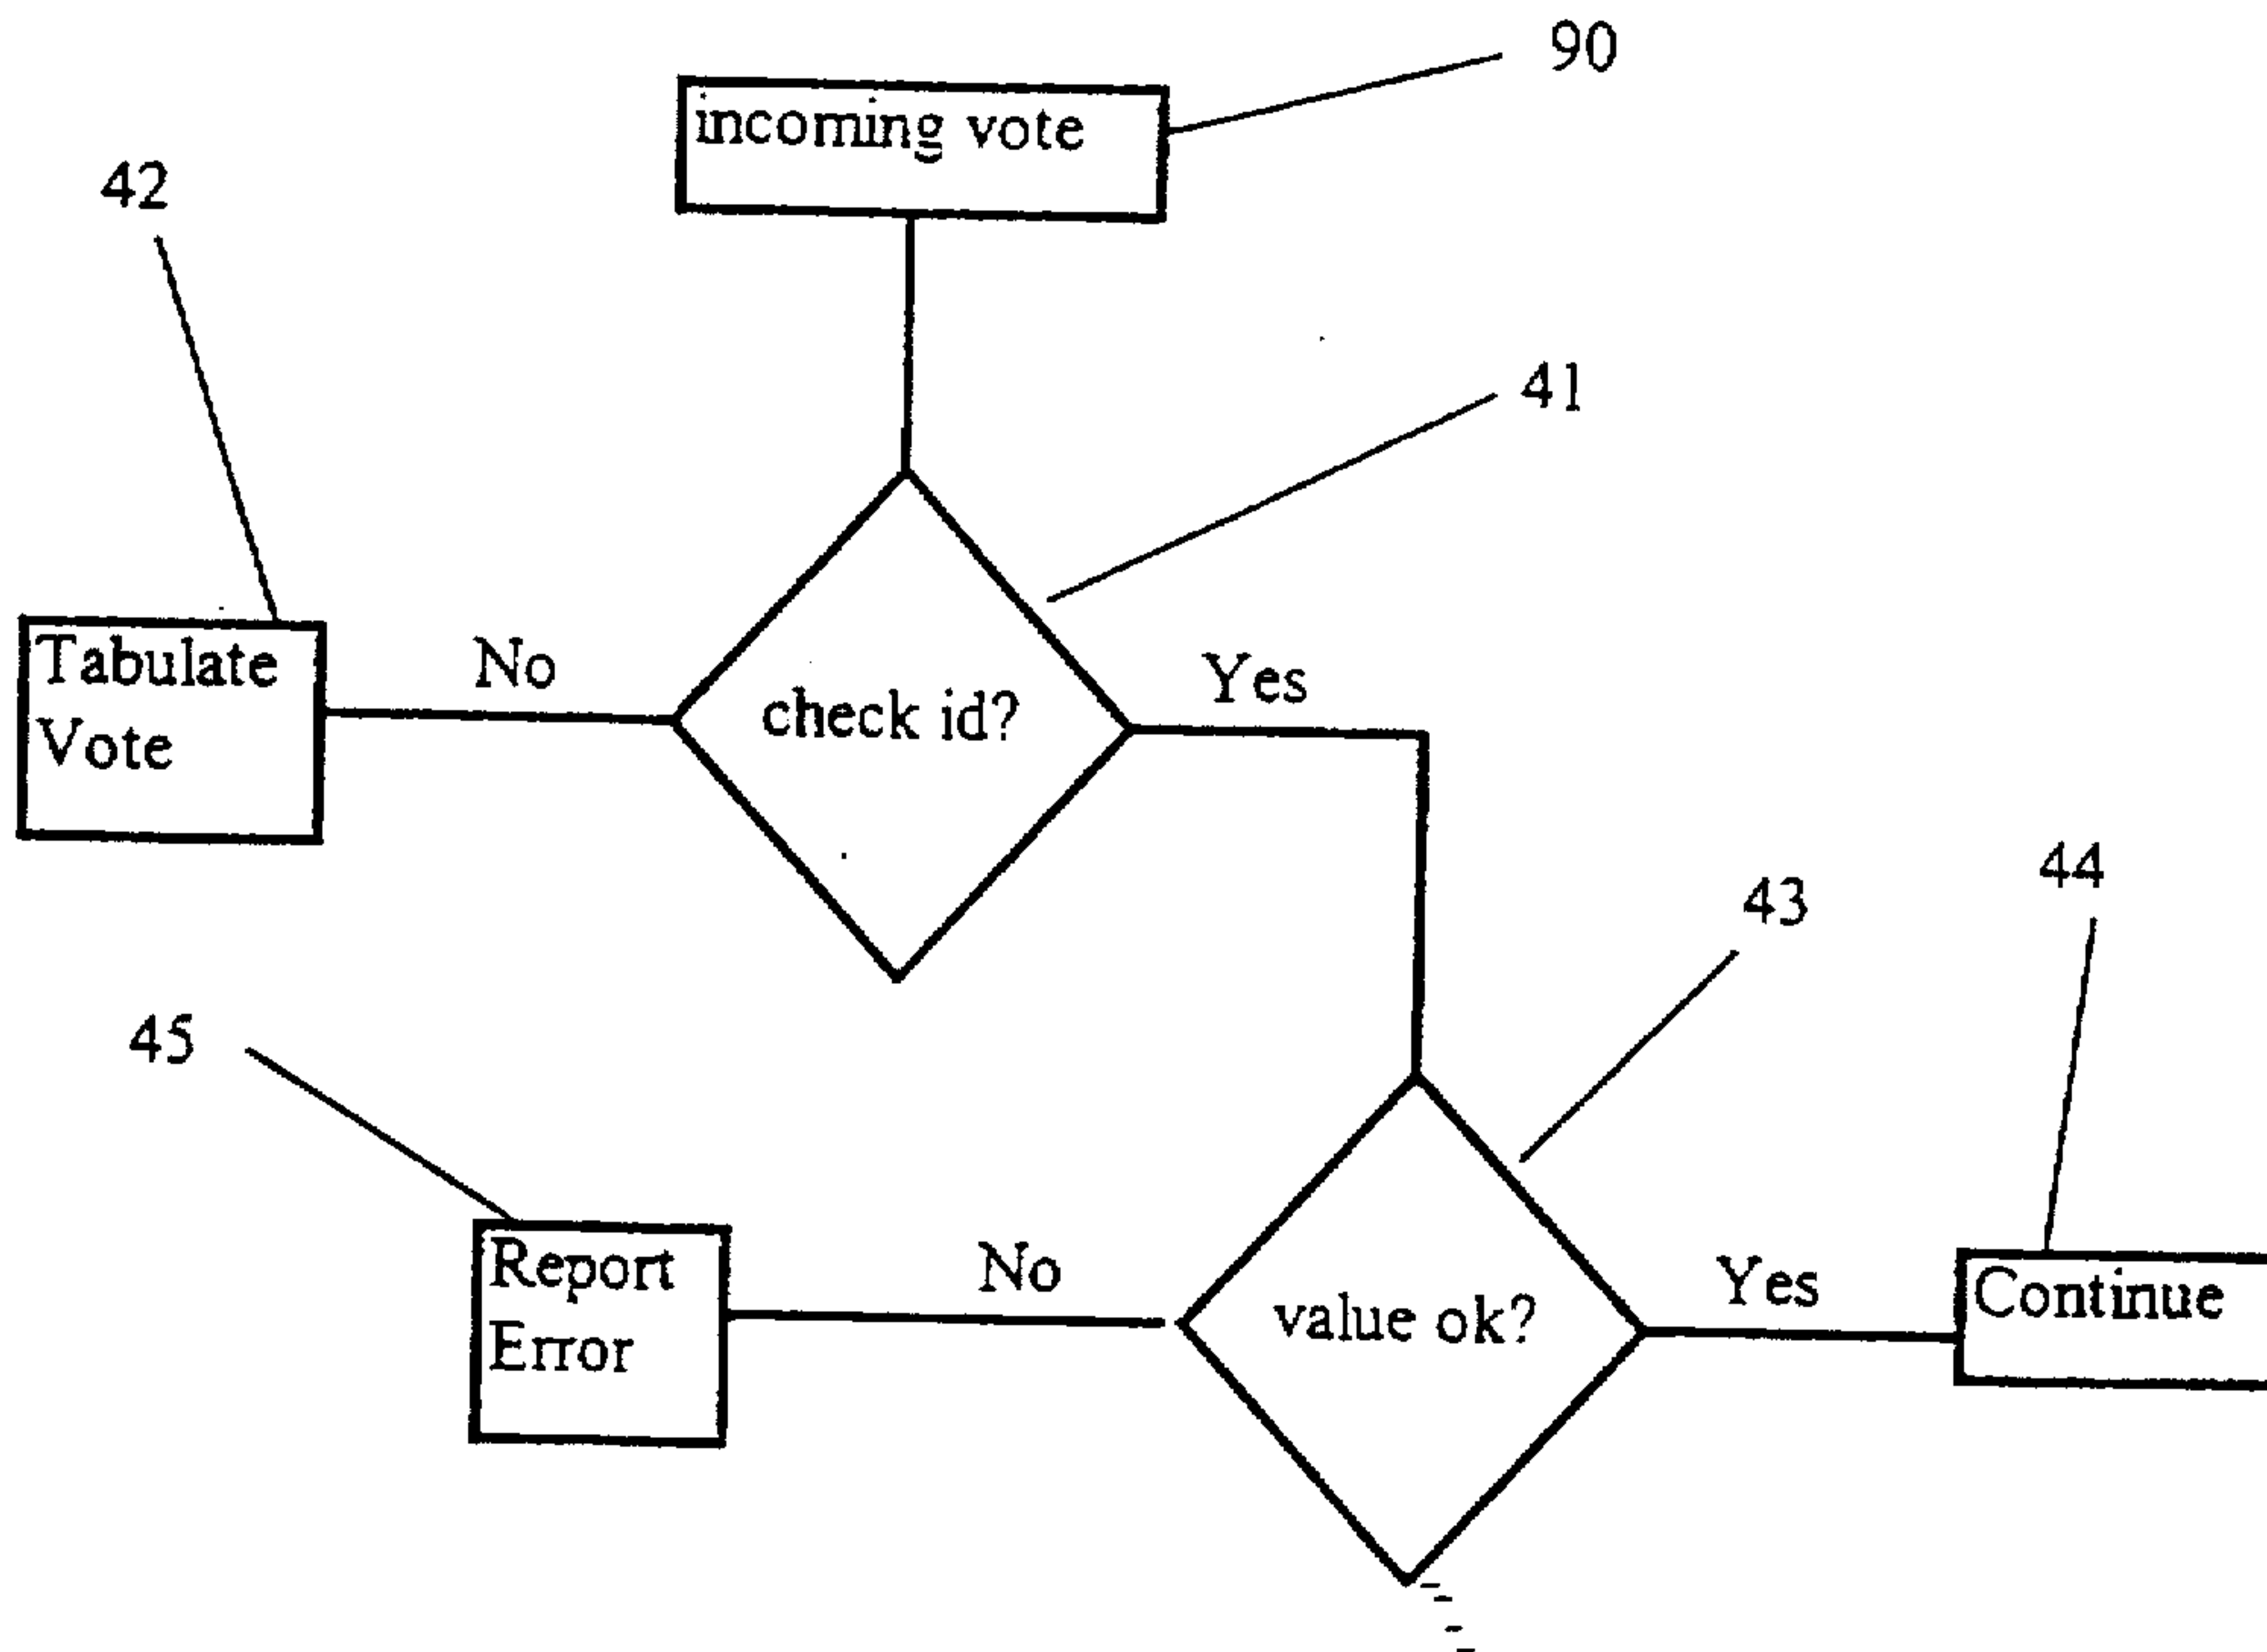 90
incoming vote
42
41
Tabulate
Vote
No
check id?
Yes
44
43
45
Report
Error
No
value ok?
Yes
Continue